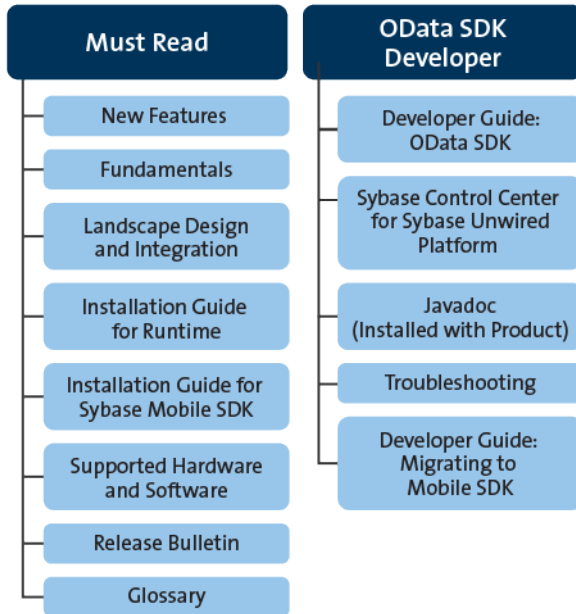 Must Read
New Features
Fundamentals
Landscape Design
and Integration
Installation Guide
for Runtime
Installation Guide for
Sybase Mobile SDK
Supported Hardware
and Software
Release Bulletin
Glossary
OData SDK
Developer
Developer Guide:
OData SDK
Sybase Control Center
for Sybase Unwired
Platform
Javadoc
(Installed with Product)
Troubleshooting
Developer Guide:
Migrating to
Mobile SDK